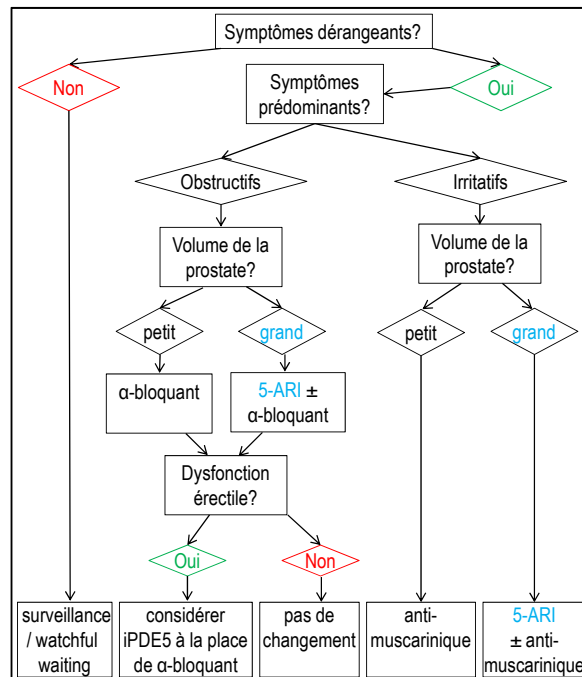 Symptômes dérangeants?
Non
Oui
Symptômes
prédominants?
Obstructifs
Irritatifs
Volume de la
prostate?
Volume de la
prostate?
petit
grand
petit
grand
α-bloquant
5-ARI ±
α-bloquant
Dysfonction
érectile?
Oui
Non
surveillance
/ watchful
waiting
considérer
iPDE5 à la place
de α-bloquant
pas de
changement
anti-
muscarinique
5-ARI
± anti-
muscarinique